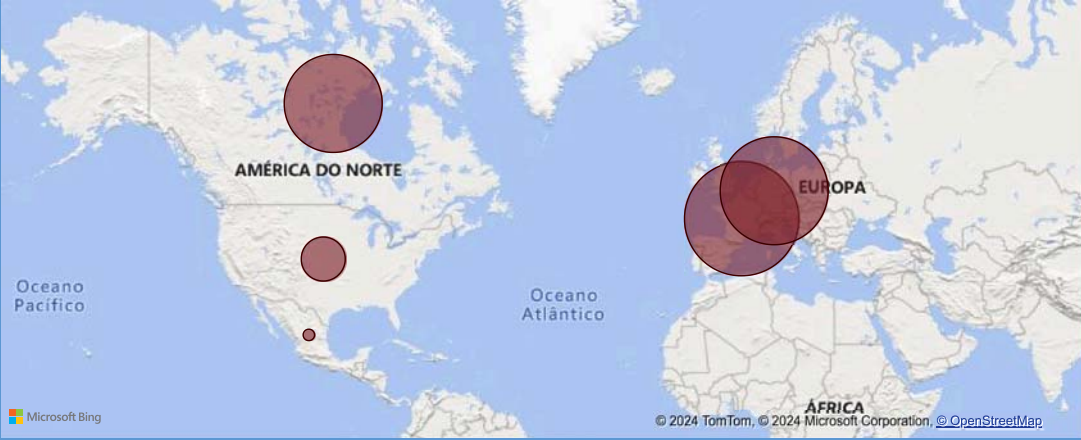 AMÉRICA DO NORTE
EUROPA
Oceano
Pacífico
Oceano
Atlântico
ÁFRICA
Microsoft Bing
© 2024 TomTom, © 2024 Microsoft Corporation, © OpenStreetMap